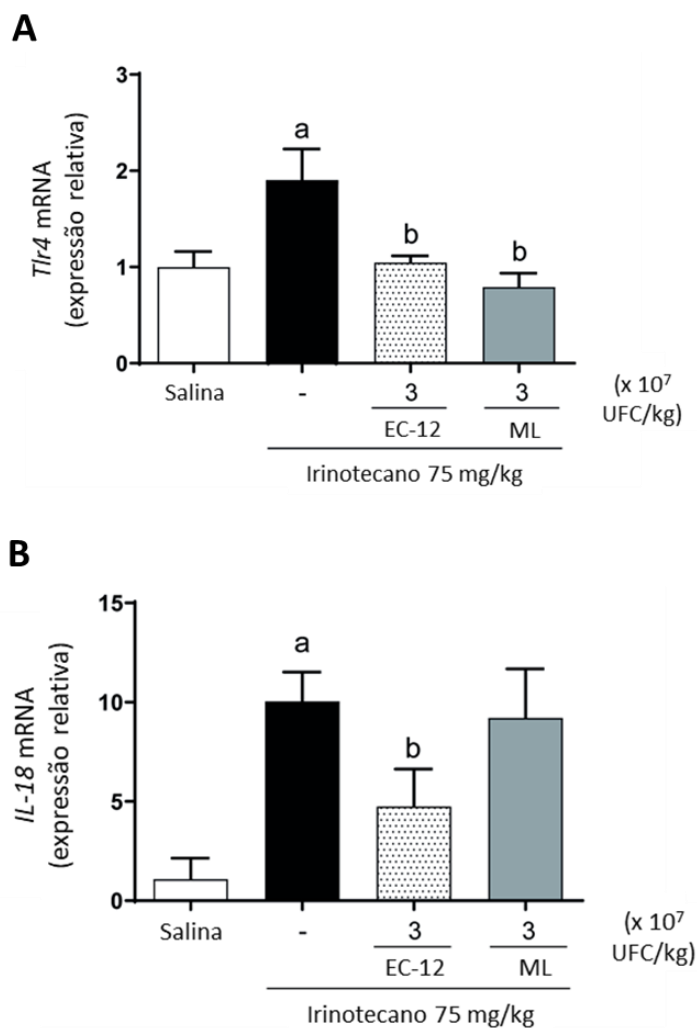 A
Tlr4 mRNA
(expressão relativa)
3
2
1
0
a
b
b
Salina
-
3
3
(x 10⁷
UFC/kg)
EC-12
ML
Irinotecano 75 mg/kg
B
IL-18 mRNA
(expressão relativa)
15
10
5
0
a
b
Salina
-
3
3
(x 10⁷
UFC/kg)
EC-12
ML
Irinotecano 75 mg/kg